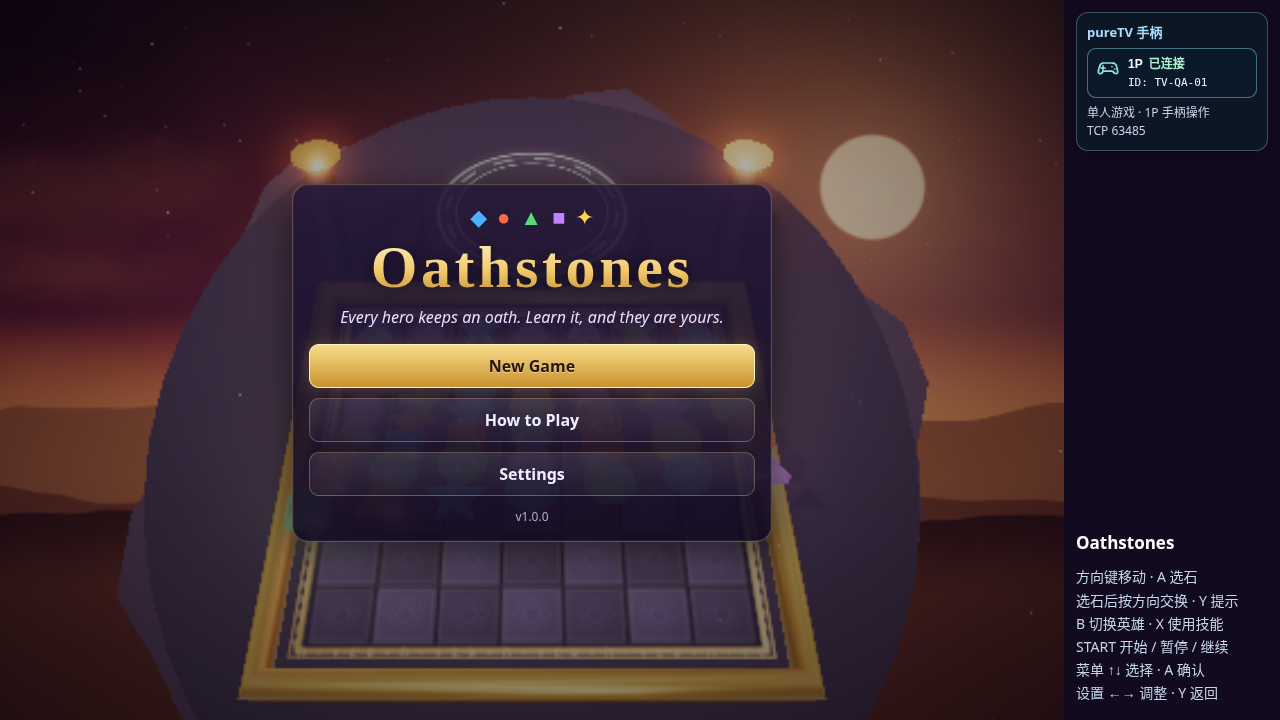 Oathstones
Every hero keeps an oath. Learn it, and they are yours.
New Game
How to Play
Settings
v1.0.0
pureTV 手柄
1P 已连接
ID: TV-QA-01
单人游戏 · 1P 手柄操作
TCP 63485
Oathstones
方向键移动 · A 选石
选石后按方向交换 · Y 提示
B 切换英雄 · X 使用技能
START 开始 / 暂停 / 继续
菜单 ↑↓ 选择 · A 确认
设置 ←→ 调整 · Y 返回